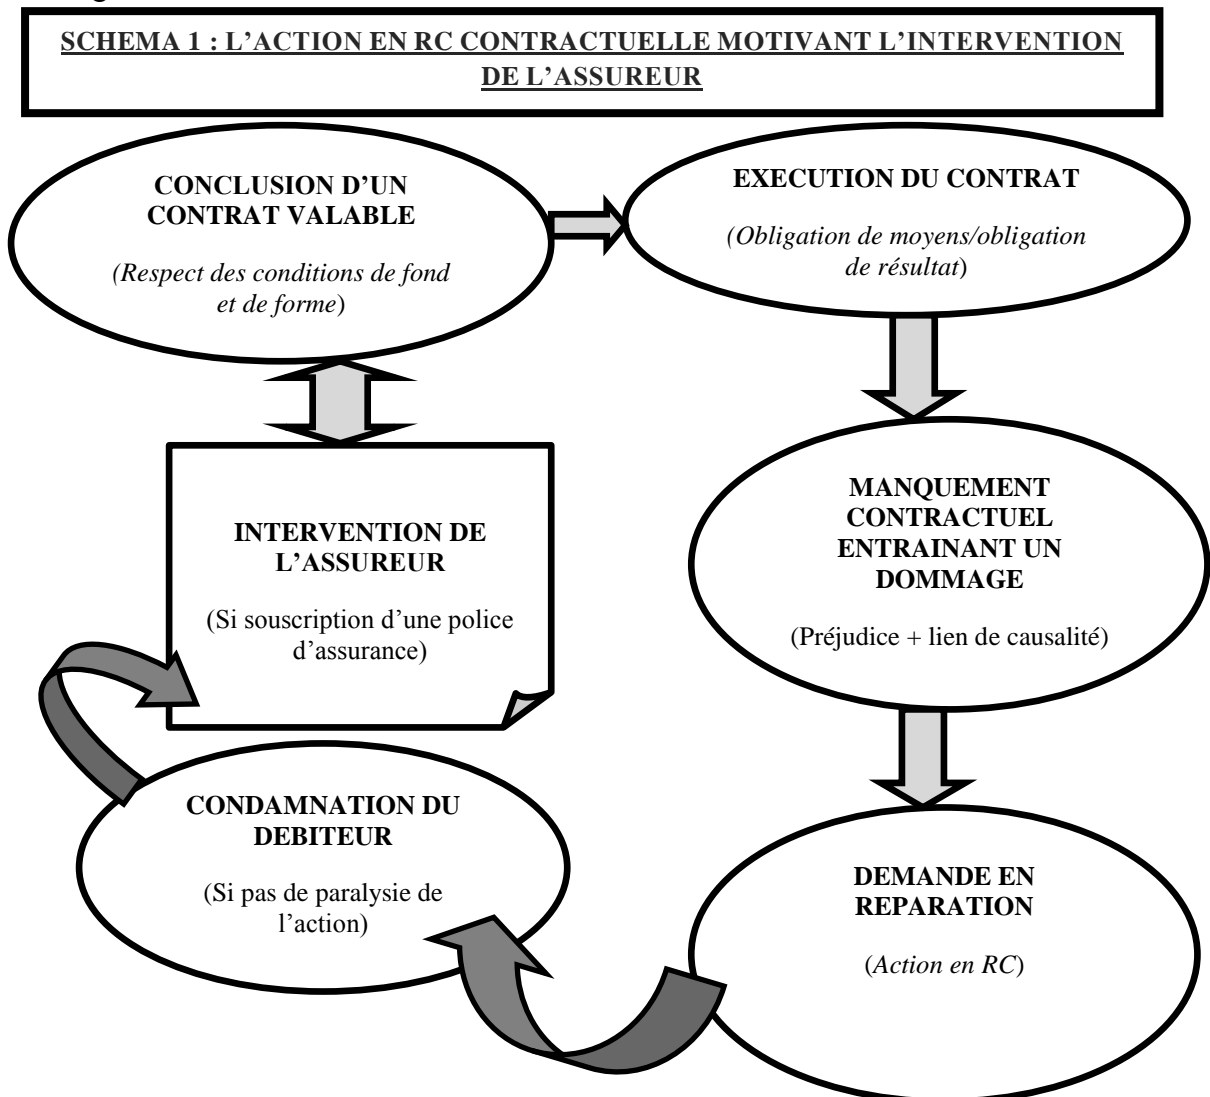 SCHEMA 1 : L'ACTION EN RC CONTRACTUELLE MOTIVANT L'INTERVENTION
DE L'ASSUREUR
CONCLUSION D'UN
CONTRAT VALABLE
(Respect des conditions de fond
et de forme)
EXECUTION DU CONTRAT
(Obligation de moyens/obligation
de résultat)
MANQUEMENT
CONTRACTUEL
ENTRAINANT UN
DOMMAGE
(Préjudice + lien de causalité)
DEMANDE EN
REPARATION
(Action en RC)
CONDAMNATION DU
DEBITEUR
(Si pas de paralysie de
l'action)
INTERVENTION DE
L'ASSUREUR
(Si souscription d'une police
d'assurance)